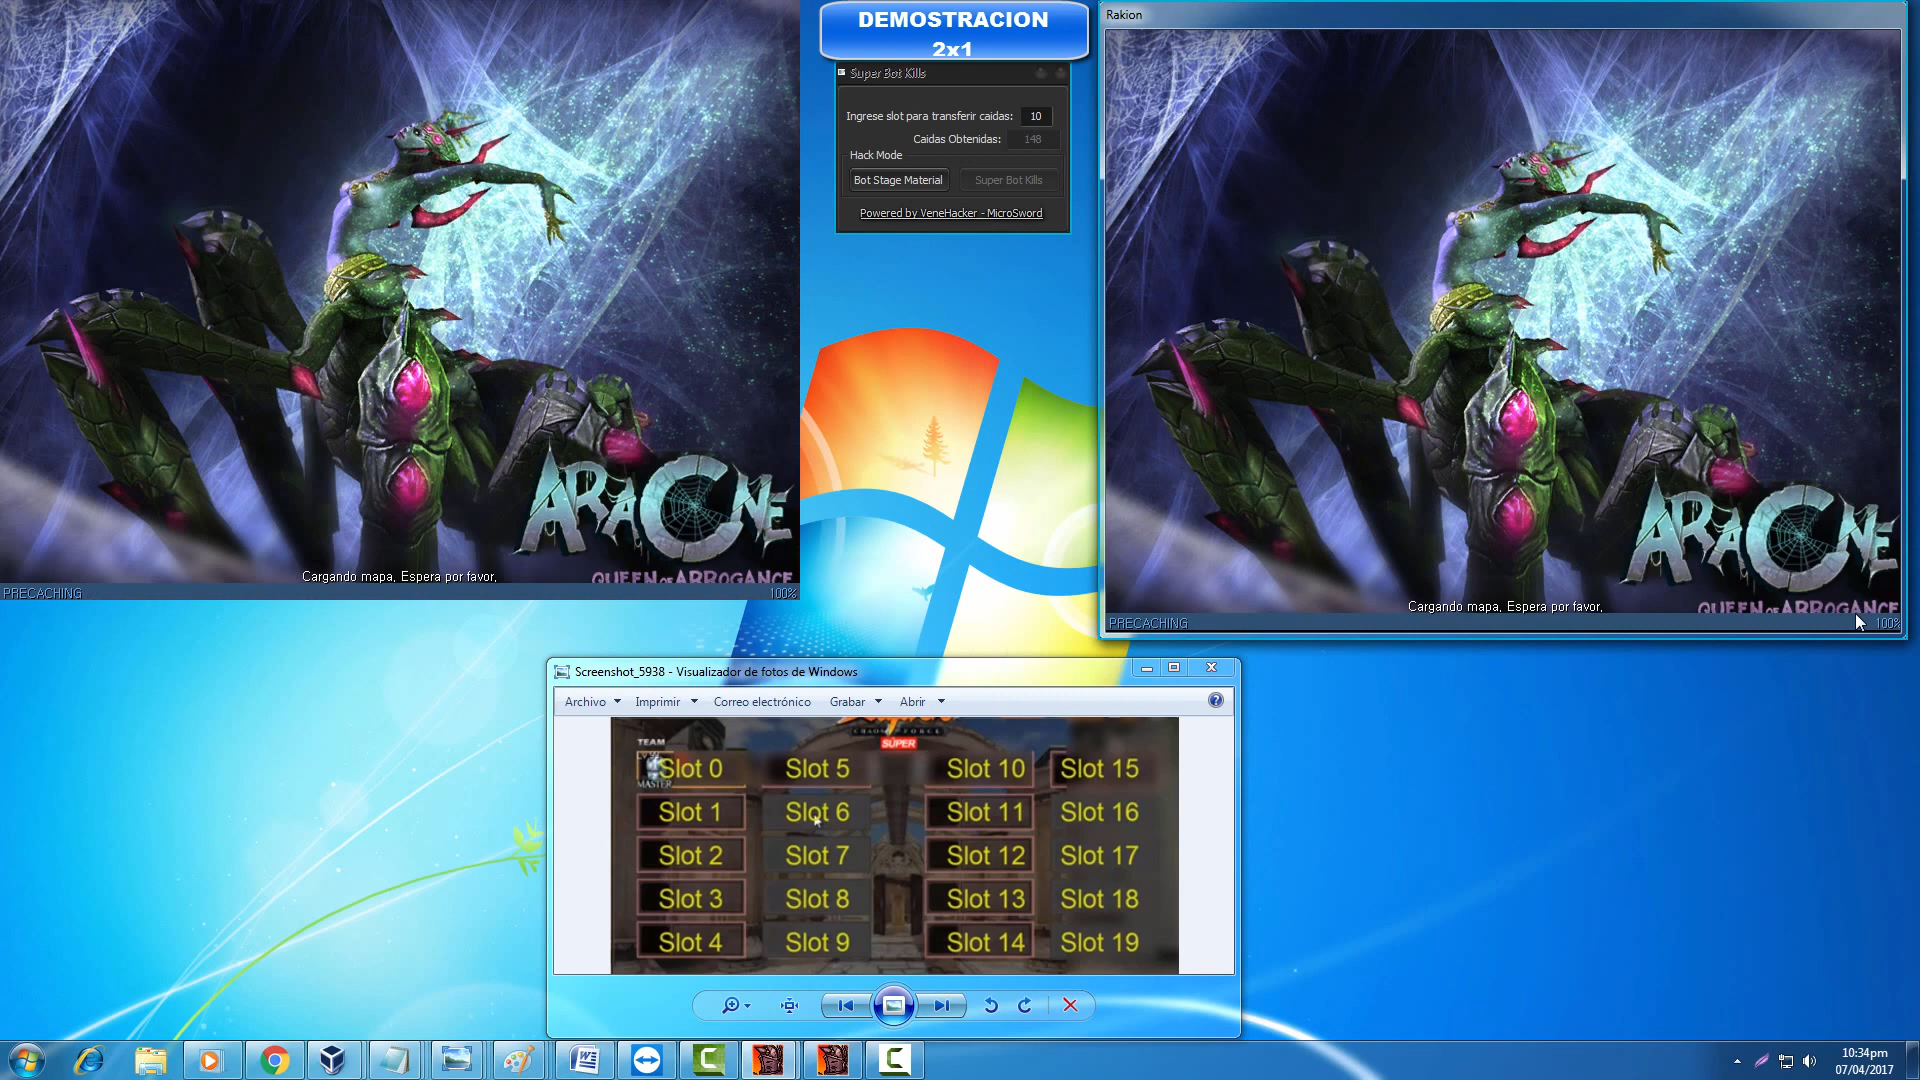 DEMOSTRACION
2x1
Super Bot Kills
Ingrese slot para transferir caidas: 10
Caidas Obtenidas: 148
Hack Mode
Bot Stage Material
Super Bot Kills
Powered by VeneHacker - MicroSword
ARACNE
QUEEN OF ARROGANCE
Cargando mapa, Espera por favor,
PRECACHING 100%
Rakion
ARACNE
QUEEN OF ARROGANCE
Cargando mapa, Espera por favor,
PRECACHING 100%
Screenshot_5938 - Visualizador de fotos de Windows
Archivo Imprimir Correo electrónico Grabar Abrir
CHAOS FORCE
SUPER
TEAM
MASTER
Slot 0 Slot 5 Slot 10 Slot 15
Slot 1 Slot 6 Slot 11 Slot 16
Slot 2 Slot 7 Slot 12 Slot 17
Slot 3 Slot 8 Slot 13 Slot 18
Slot 4 Slot 9 Slot 14 Slot 19
10:34pm
07/04/2017